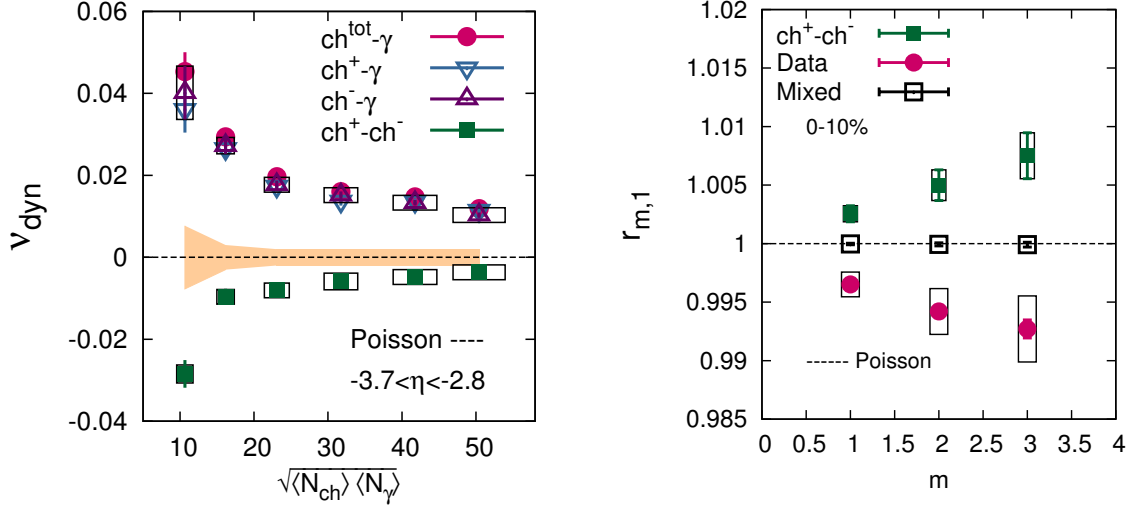 ν_dyn
0.06
0.04
0.02
0
-0.02
-0.04
ch^tot-γ
ch^+-γ
ch^--γ
ch^+-ch^-
Poisson
-3.7<η<-2.8
10 20 30 40 50
√⟨N_ch⟩ ⟨N_γ⟩
r_m,1
1.02
1.015
1.01
1.005
1
0.995
0.99
0.985
ch^+-ch^-
Data
Mixed
0-10%
Poisson
0 0.5 1 1.5 2 2.5 3 3.5 4
m